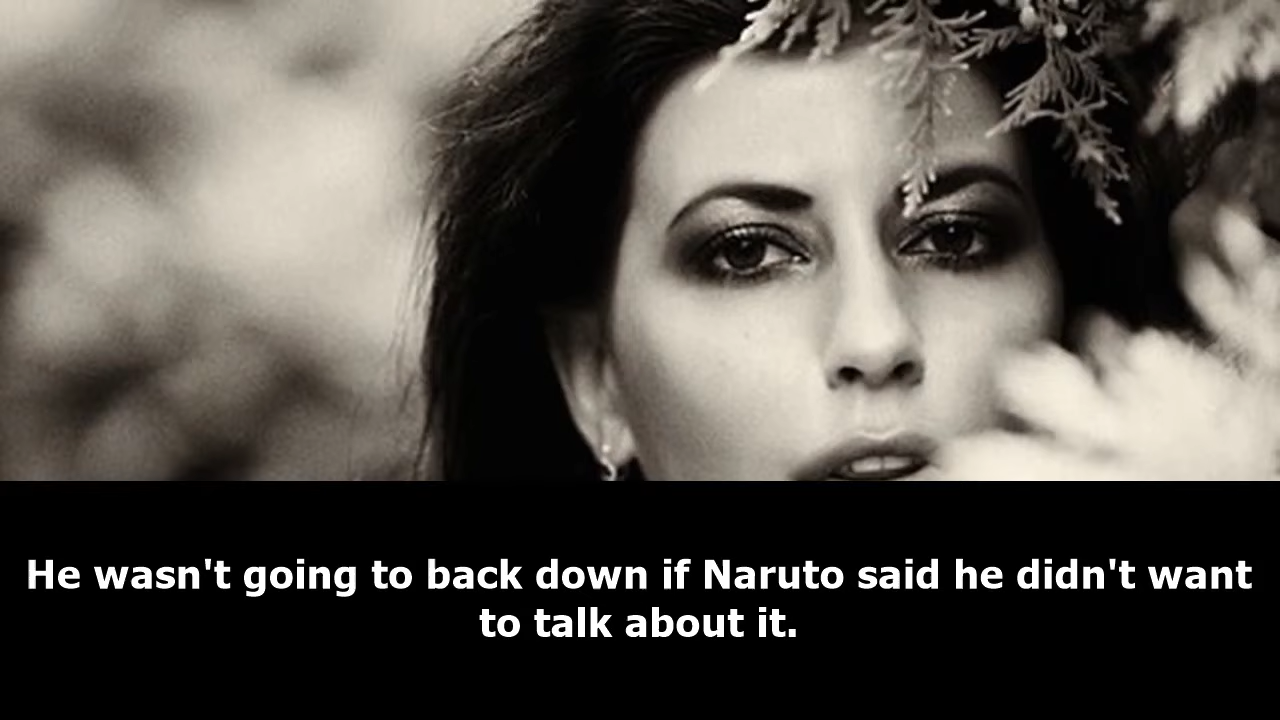 He wasn't going to back down if Naruto said he didn't want
to talk about it.